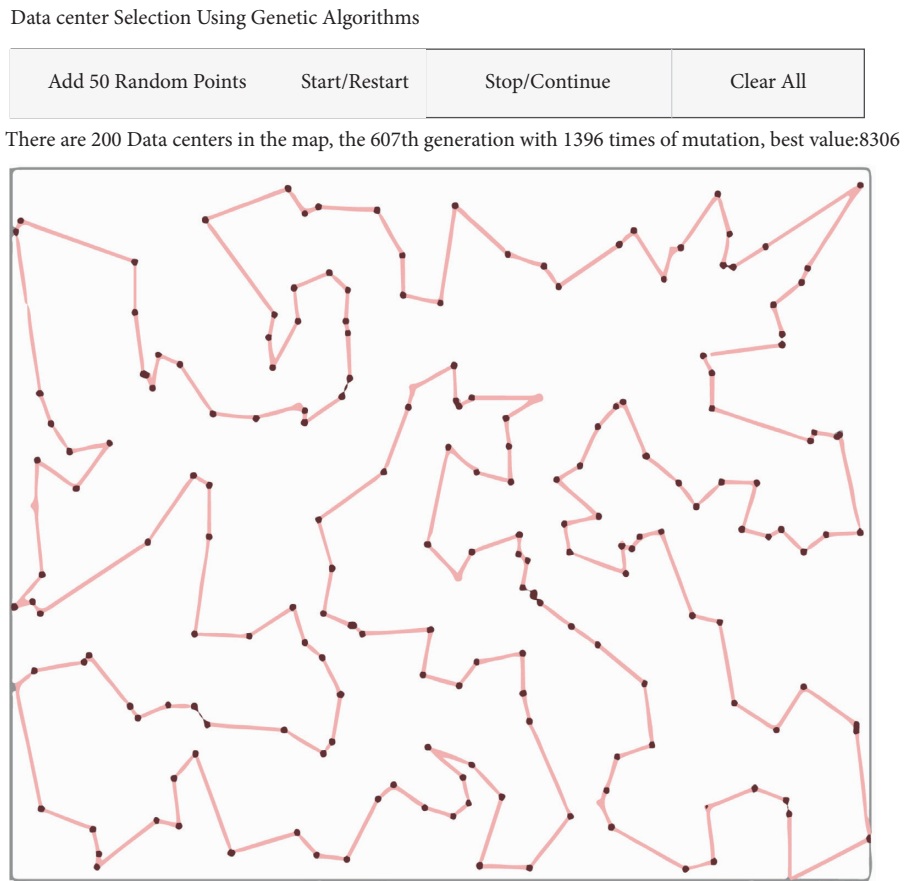 Data center Selection Using Genetic Algorithms
Add 50 Random Points Start/Restart Stop/Continue Clear All
There are 200 Data centers in the map, the 607th generation with 1396 times of mutation, best value:8306